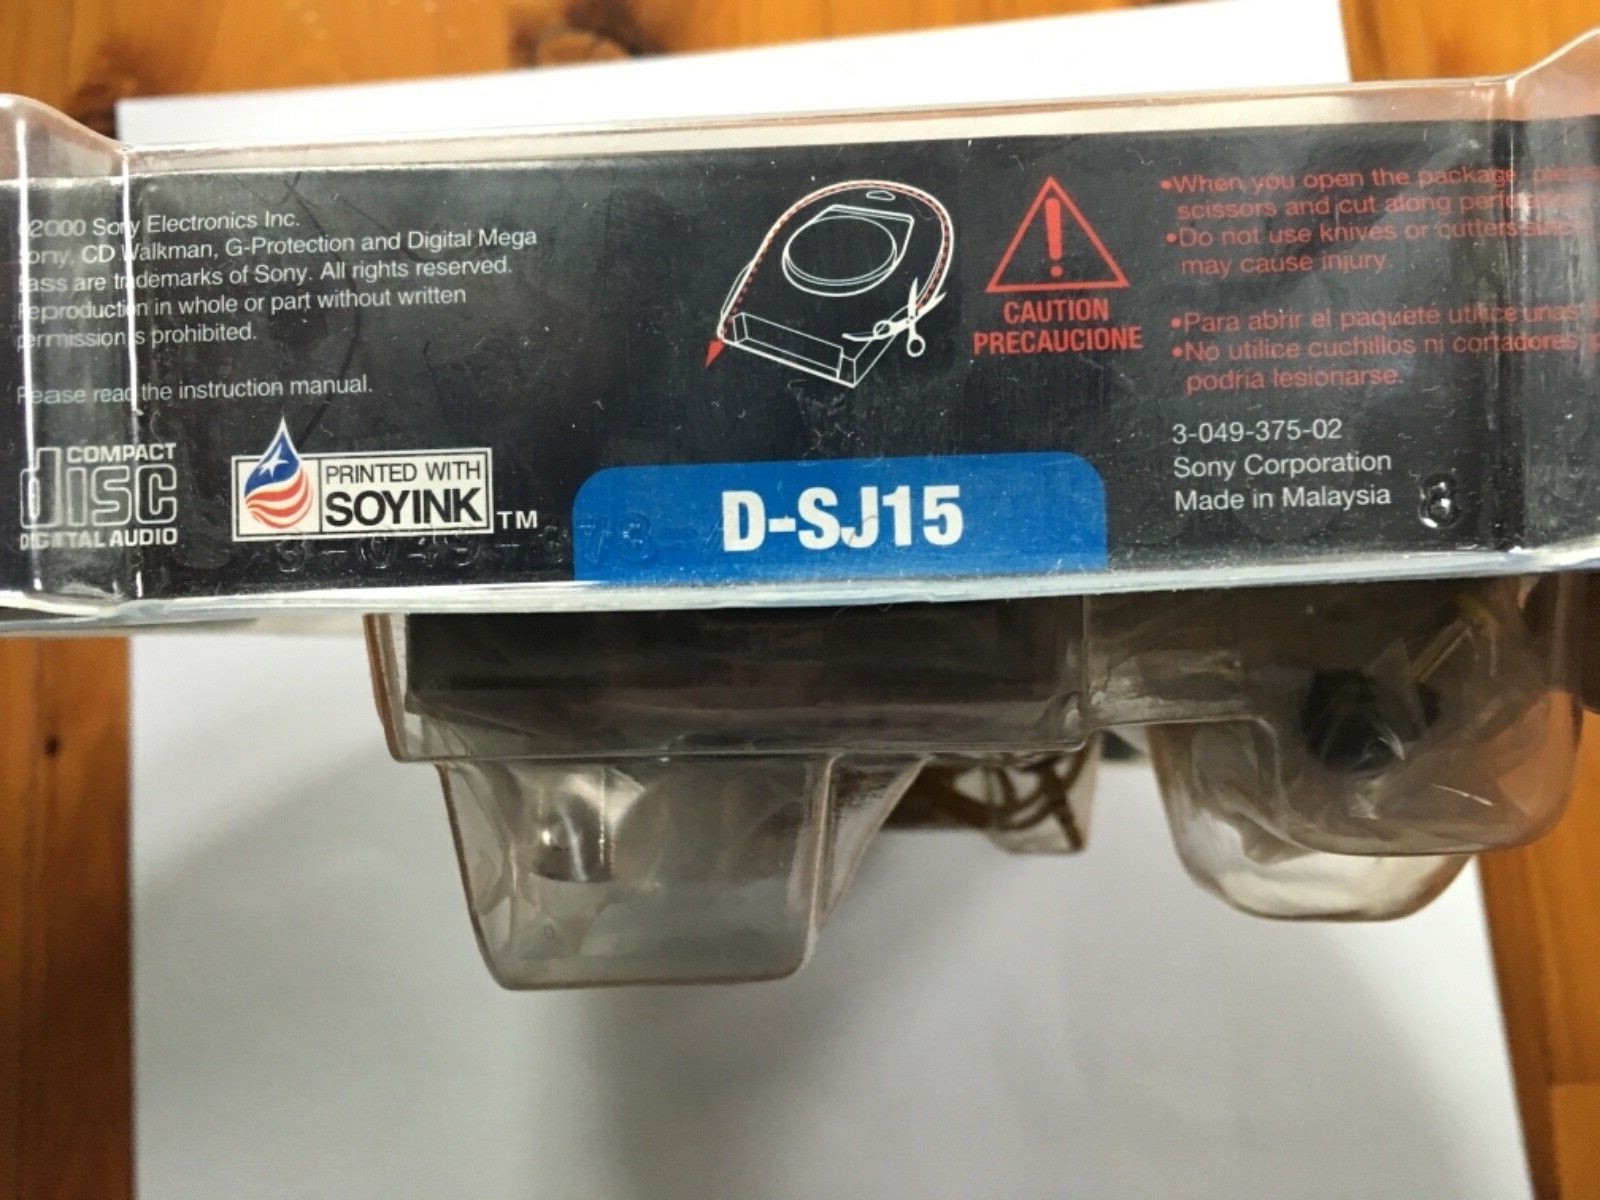 ©2000 Sony Electronics Inc.
Sony, CD Walkman, G-Protection and Digital Mega
Bass are trademarks of Sony. All rights reserved.
Reproduction in whole or part without written
permission is prohibited.
Please read the instruction manual.
COMPACT
disc
DIGITAL AUDIO
PRINTED WITH
SOYINK TM
D-SJ15
CAUTION
PRECAUCIONE
•When you open the package, please
scissors and cut along
•Do not use knives or cutters since
may cause injury.
•Para abrir el paquete utilice unas
•No utilice cuchillos ni cortadores
podría lesionarse.
3-049-375-02
Sony Corporation
Made in Malaysia